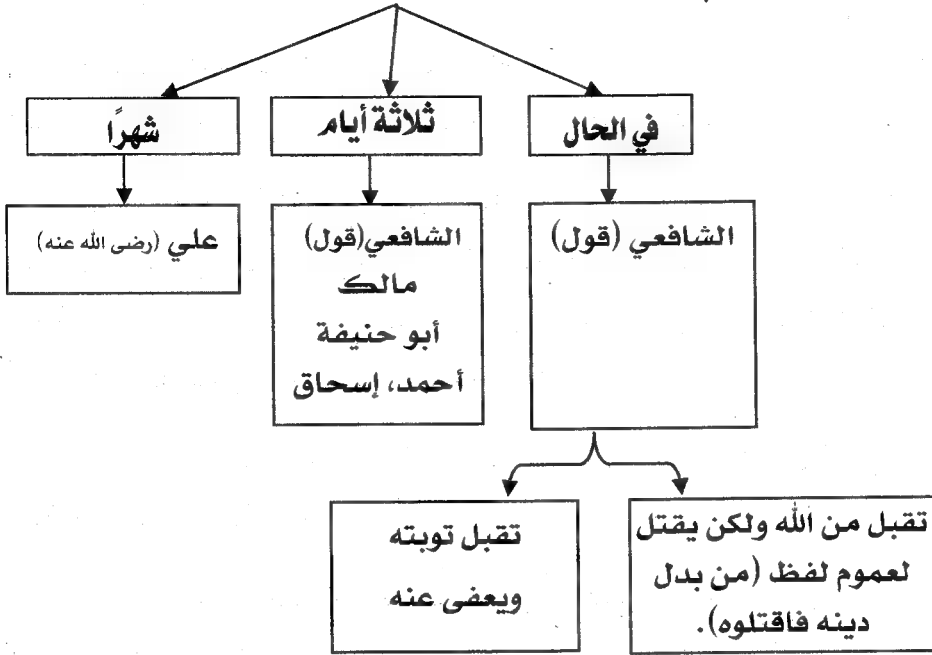 في الحال
ثلاثة أيام
شهرًا
الشافعي (قول)
الشافعي(قول)
مالك
أبو حنيفة
أحمد، إسحاق
علي (رضى الله عنه)
تقبل من الله ولكن يقتل
لعموم لفظ (من بدل
دينه فاقتلوه).
تقبل توبته
ويعفى عنه